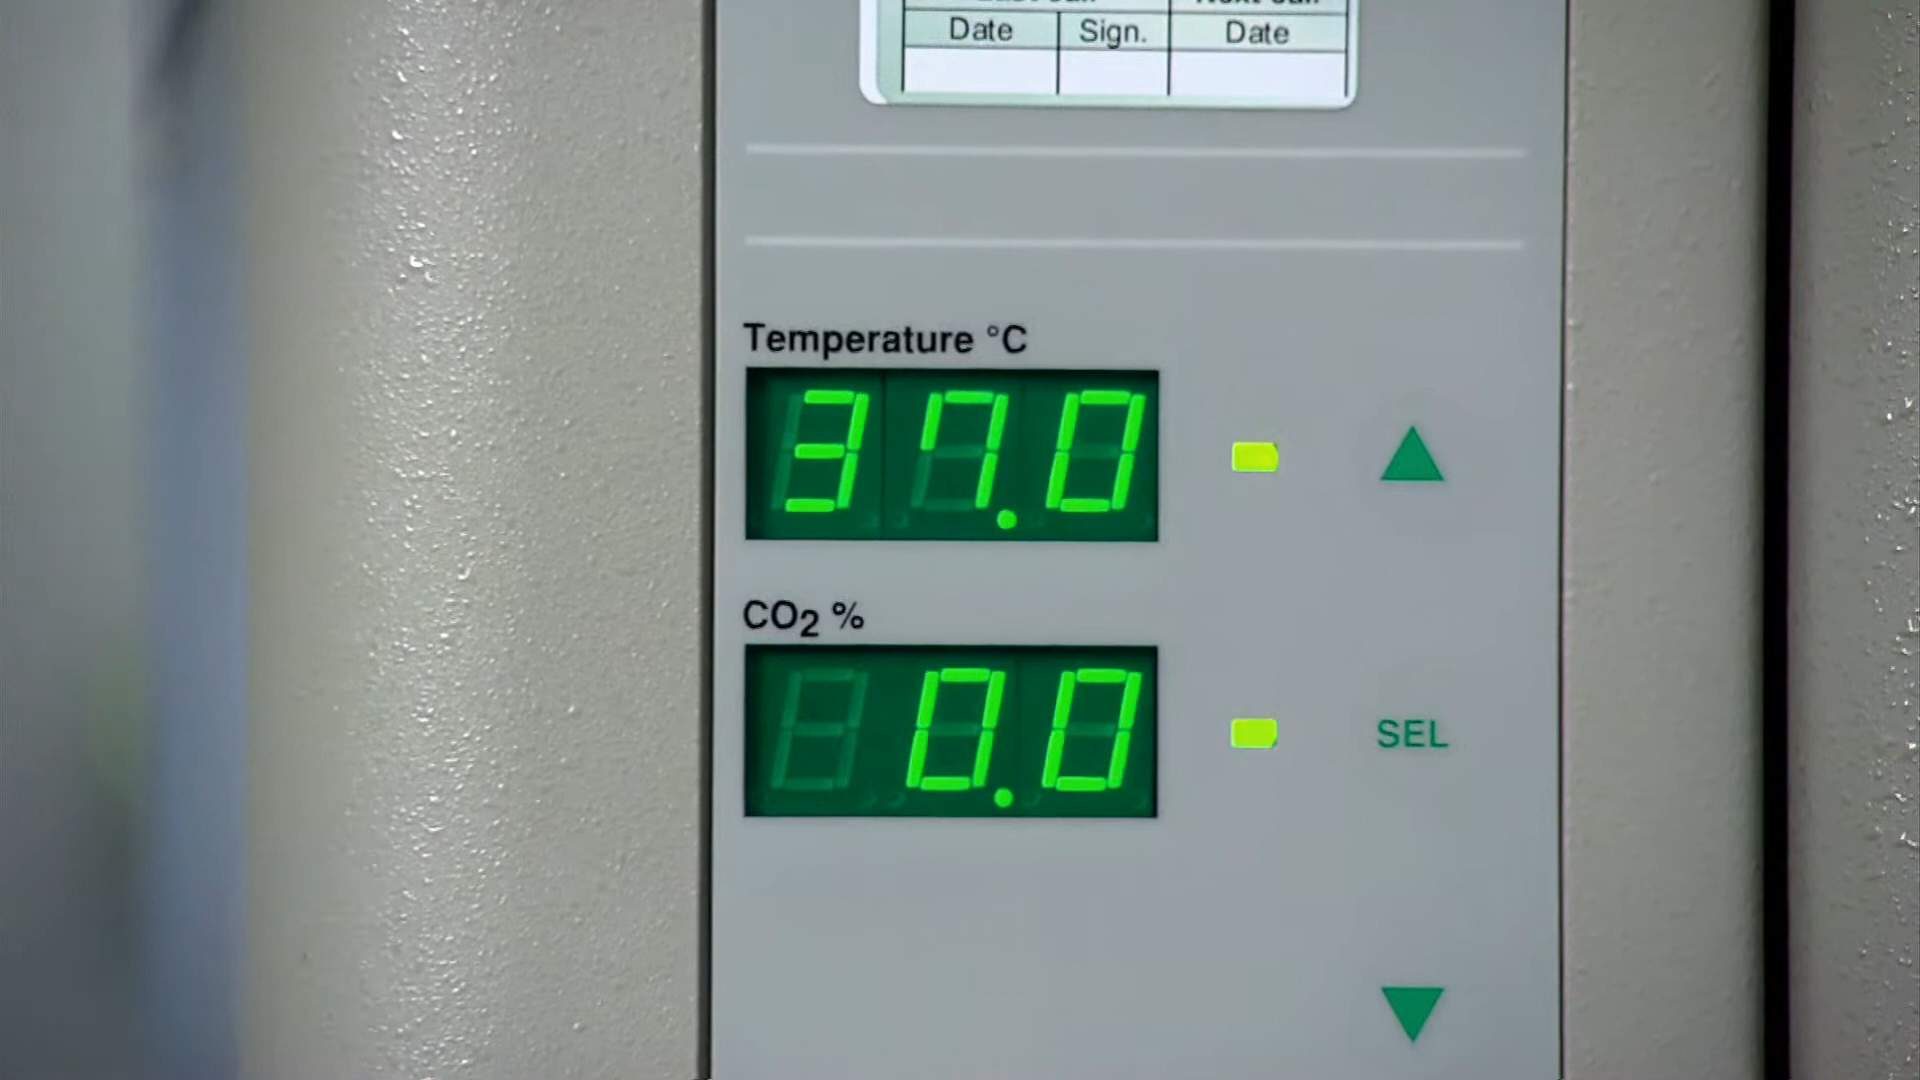 Date Sign. Date
Temperature °C
37.0
CO2 %
0.0
SEL